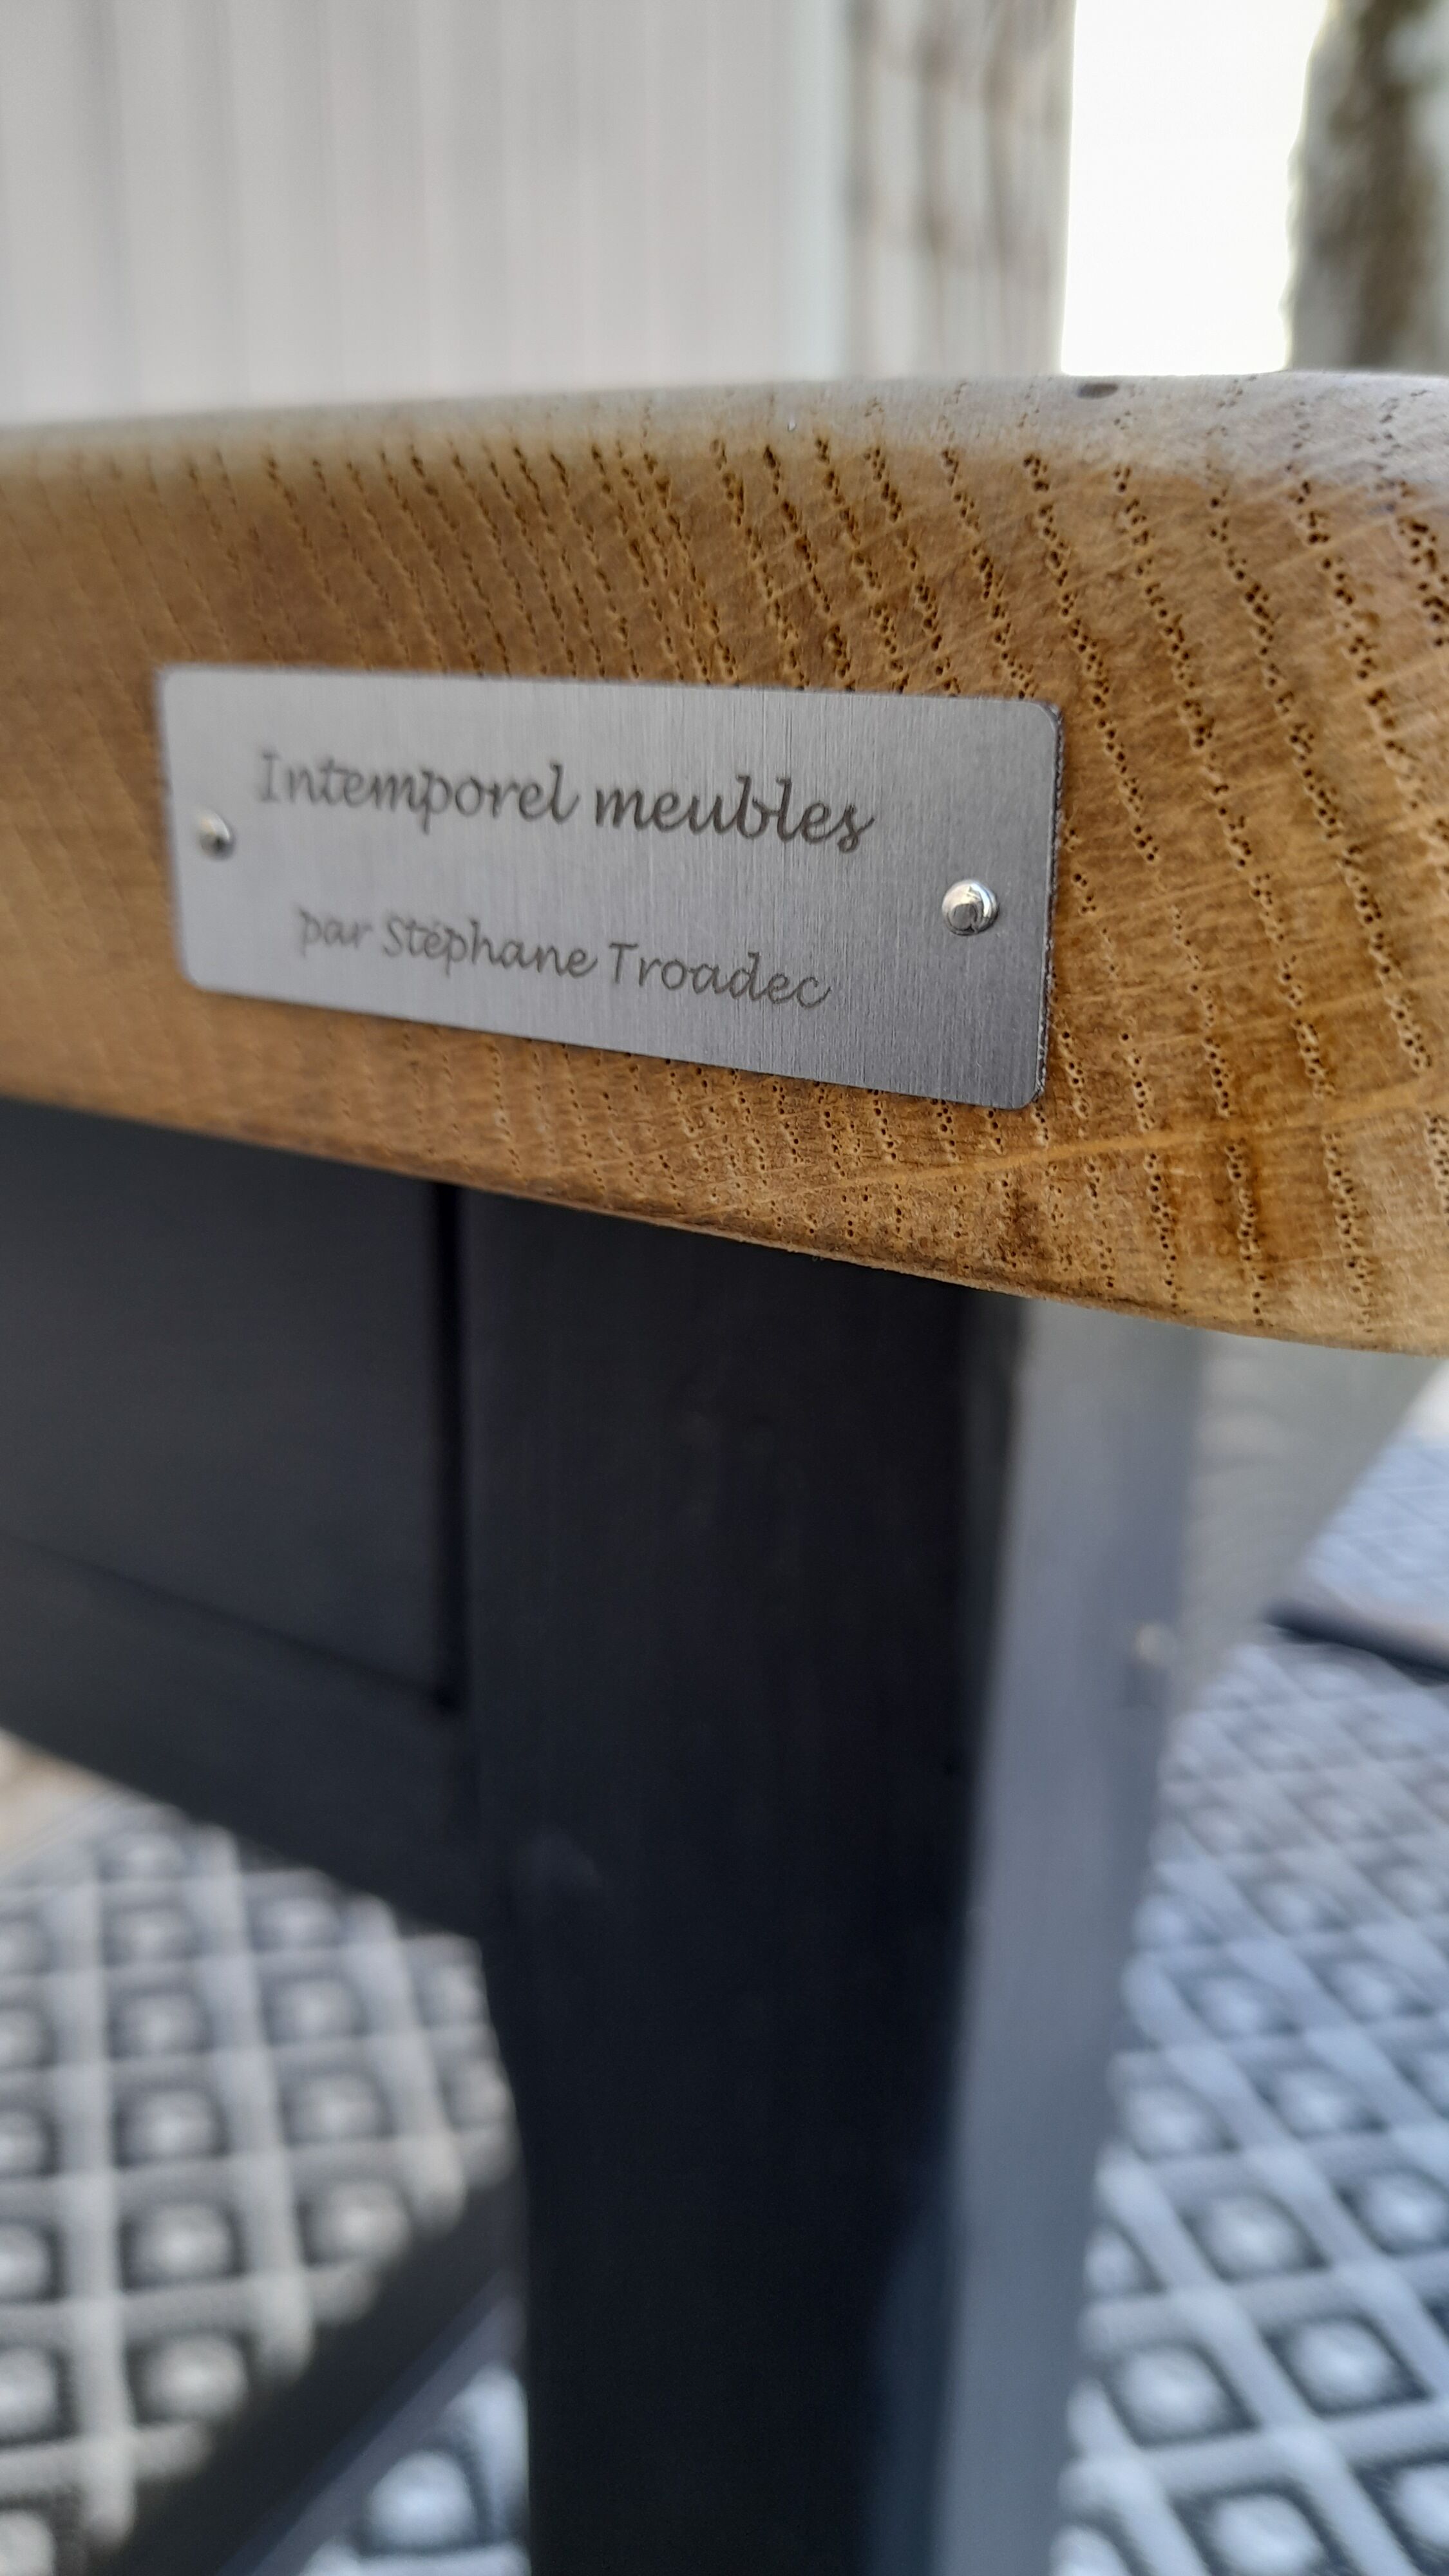 Intemporel meubles
par Stéphane Troadec